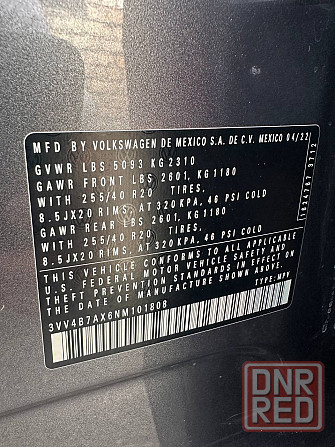 MFD BY VOLKSWAGEN DE MEXICO S.A. DE C.V. MEXICO 04/22
GVWR LBS 5093 KG 2310
GAWR FRONT LBS 2601, KG 1180
WITH 255/40 R20 TIRES.
8.5JX20 RIMS, AT 320 KPA, 46 PSI COLD
GAWR REAR LBS 2601, KG 1180
WITH 255/40 R20 TIRES.
8.5JX20 RIMS, AT 320 KPA, 46 PSI COLD
THIS VEHICLE CONFORMS TO ALL APPLICABLE
U.S. FEDERAL MOTOR VEHICLE SAFETY AND
THEFT PREVENTION STANDARDS IN EFFECT ON
THE DATE OF MANUFACTURE SHOWN ABOVE.
3VV4B7AX6NM101808
TYPE: MPV
DNR
RED